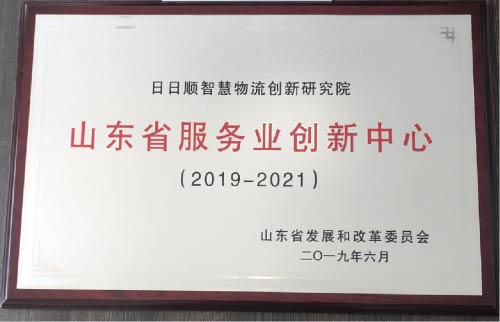 日日顺智慧物流创新研究院
山东省服务业创新中心
(2019-2021)
山东省发展和改革委员会
二〇一九年六月